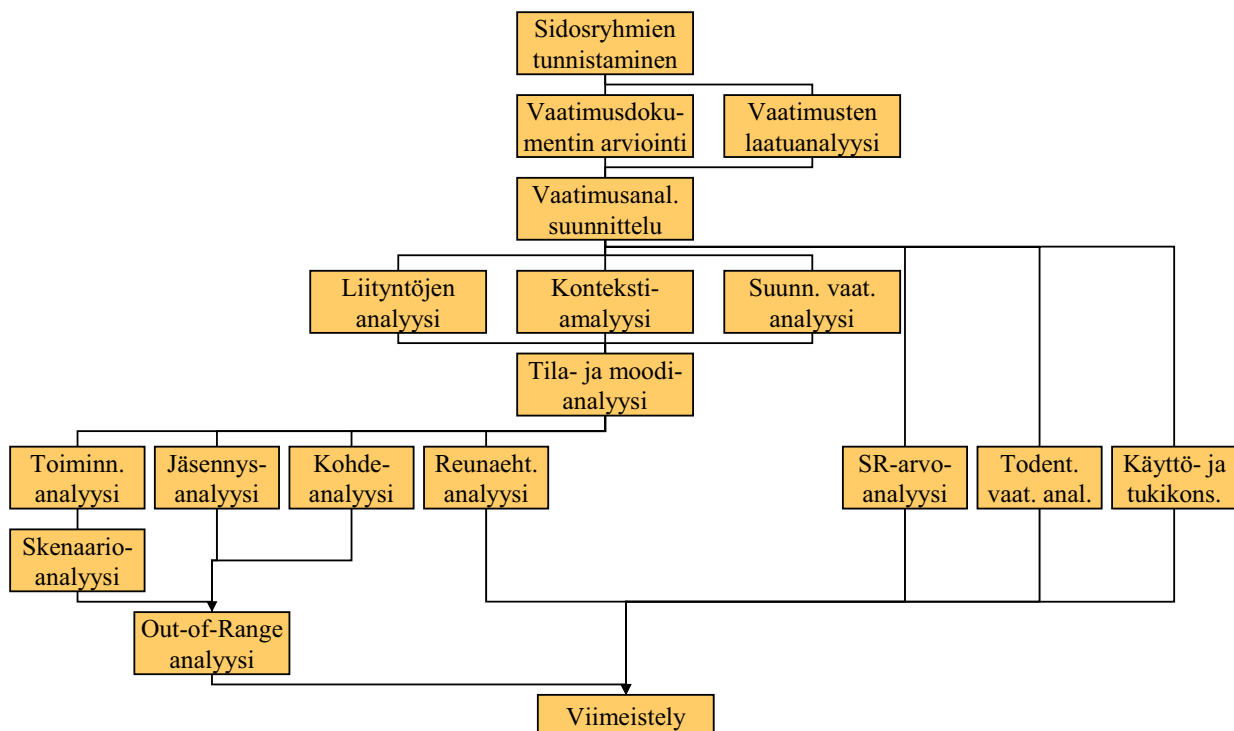 Sidosryhmien
tunnistaminen
Vaatimusdoku-
mentin arviointi
Vaatimusten
laatuanalyysi
Vaatimusanal.
suunnittelu
Liityntöjen
analyysi
Konteksti-
amalyysi
Suunn. vaat.
analyysi
Tila- ja moodi-
analyysi
Toiminn.
analyysi
Jäsennys-
analyysi
Kohde-
analyysi
Reunaeht.
analyysi
SR-arvo-
analyysi
Todent.
vaat. anal.
Käyttö- ja
tukikons.
Skenaario-
analyysi
Out-of-Range
analyysi
Viimeistely